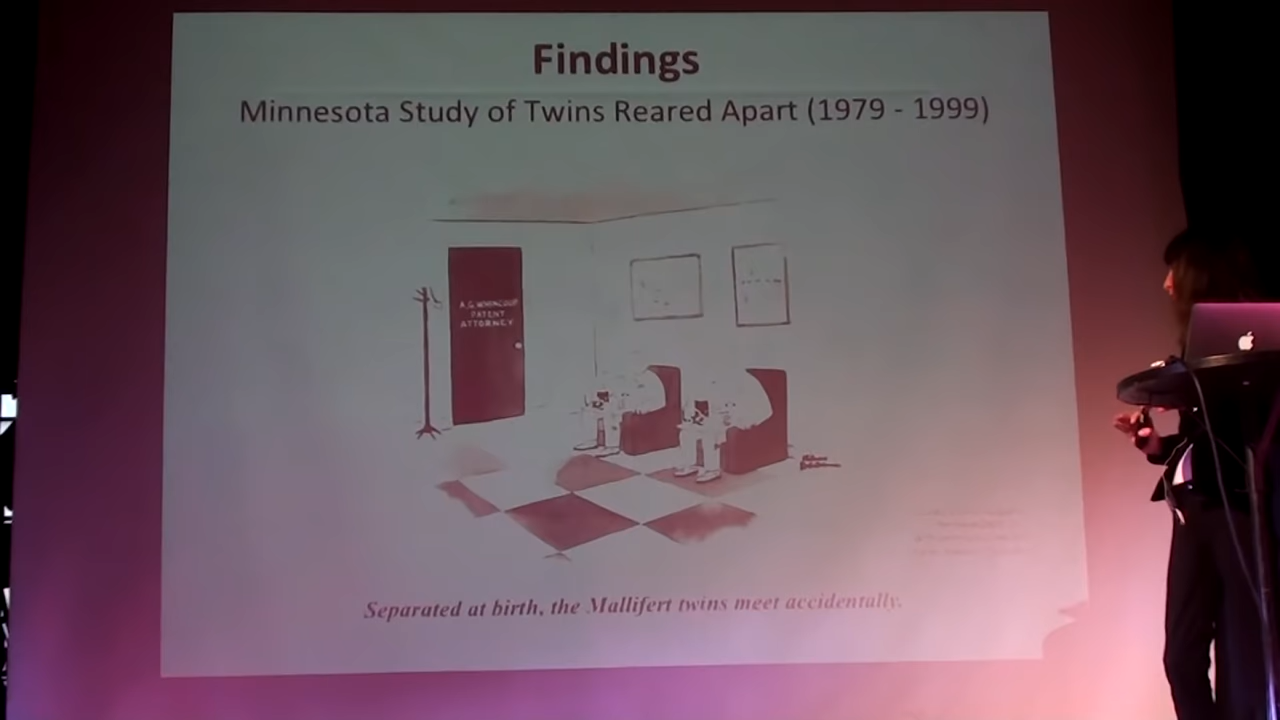 Findings
Minnesota Study of Twins Reared Apart (1979 - 1999)
PATENT
ATTORNEY
Separated at birth, the Mallifert twins meet accidentally.